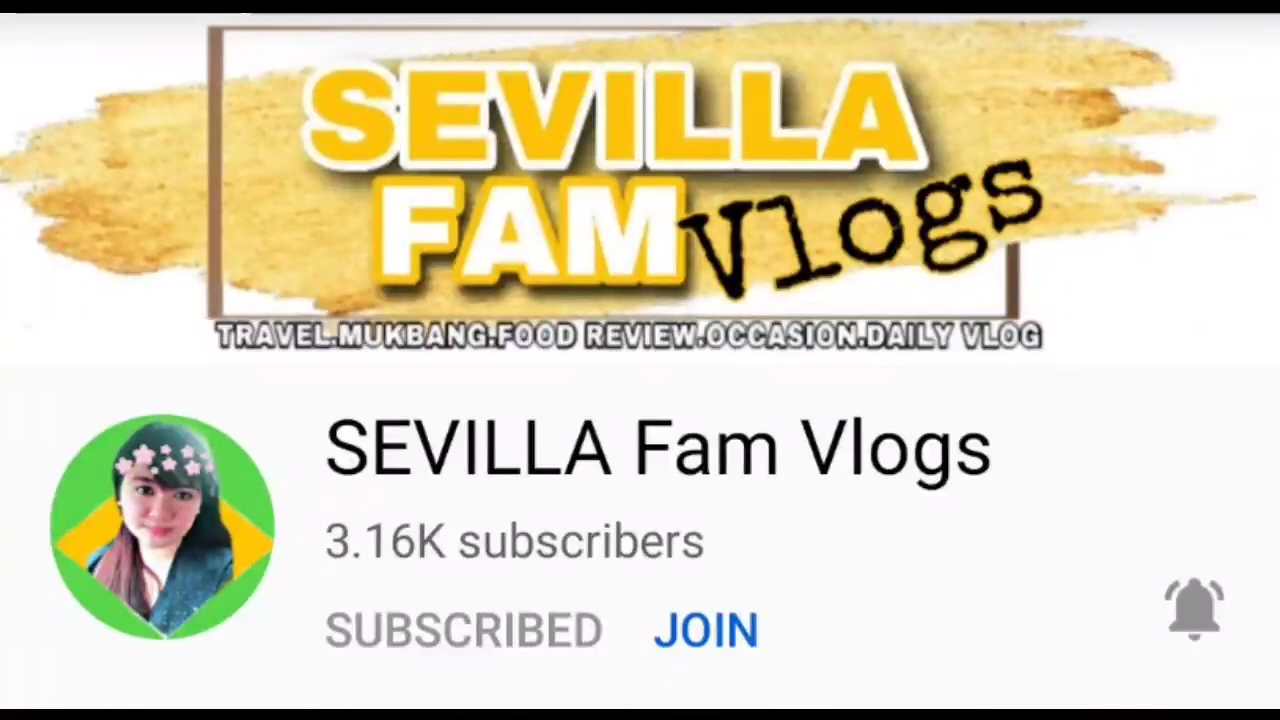 SEVILLA
FAM Vlogs
TRAVEL.MUKBANG.FOOD REVIEW.OCCASION.DAILY VLOG
SEVILLA Fam Vlogs
3.16K subscribers
SUBSCRIBED JOIN